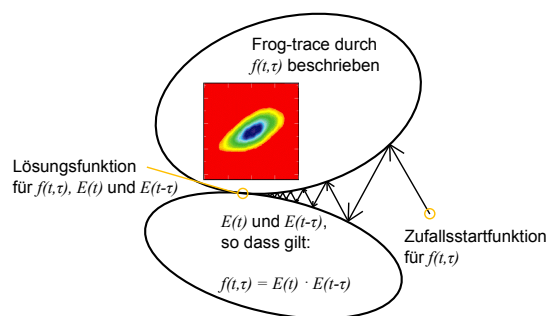 Frog-trace durch
f(t,τ) beschrieben
Lösungsfunktion
für f(t,τ), E(t) und E(t-τ)
E(t) und E(t-τ),
so dass gilt:
f(t,τ) = E(t) · E(t-τ)
Zufallsstartfunktion
für f(t,τ)